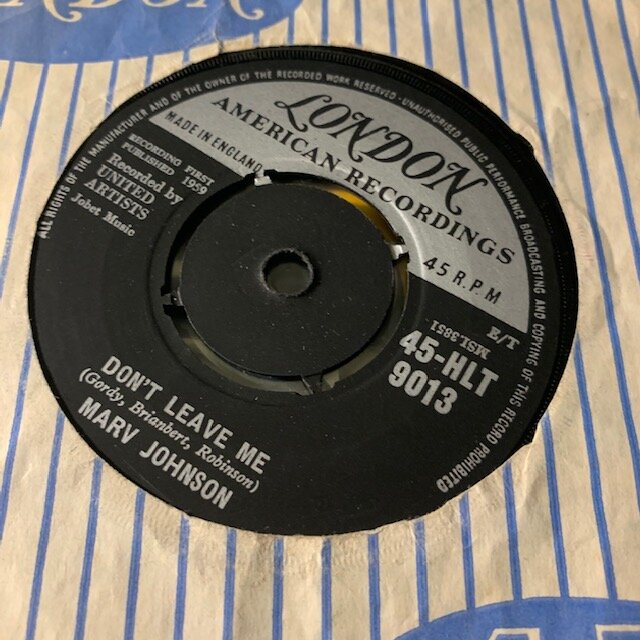 LONDON
ALL RIGHTS OF THE MANUFACTURER AND OF THE OWNER OF THE RECORDED WORK RESERVED·UNAUTHORISED PUBLIC PERFORMANCE BROADCASTING AND COPYING OF THIS RECORD PROHIBITED
LONDON
AMERICAN RECORDINGS
MADE IN ENGLAND
RECORDING FIRST
PUBLISHED 1959
Recorded by
UNITED
ARTISTS
Jobet Music
45 R.P.M
E/T
MSI.3851
45-HLT
9013
DON'T LEAVE ME
(Gordy, Brianbert, Robinson)
MARV JOHNSON